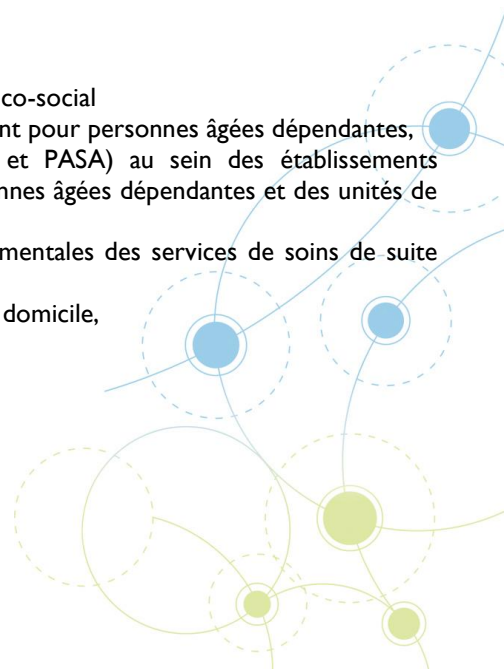 co-social
nt pour personnes âgées dépendantes,
et PASA) au sein des établissements
nnes âgées dépendantes et des unités de
mentales des services de soins de suite
domicile,